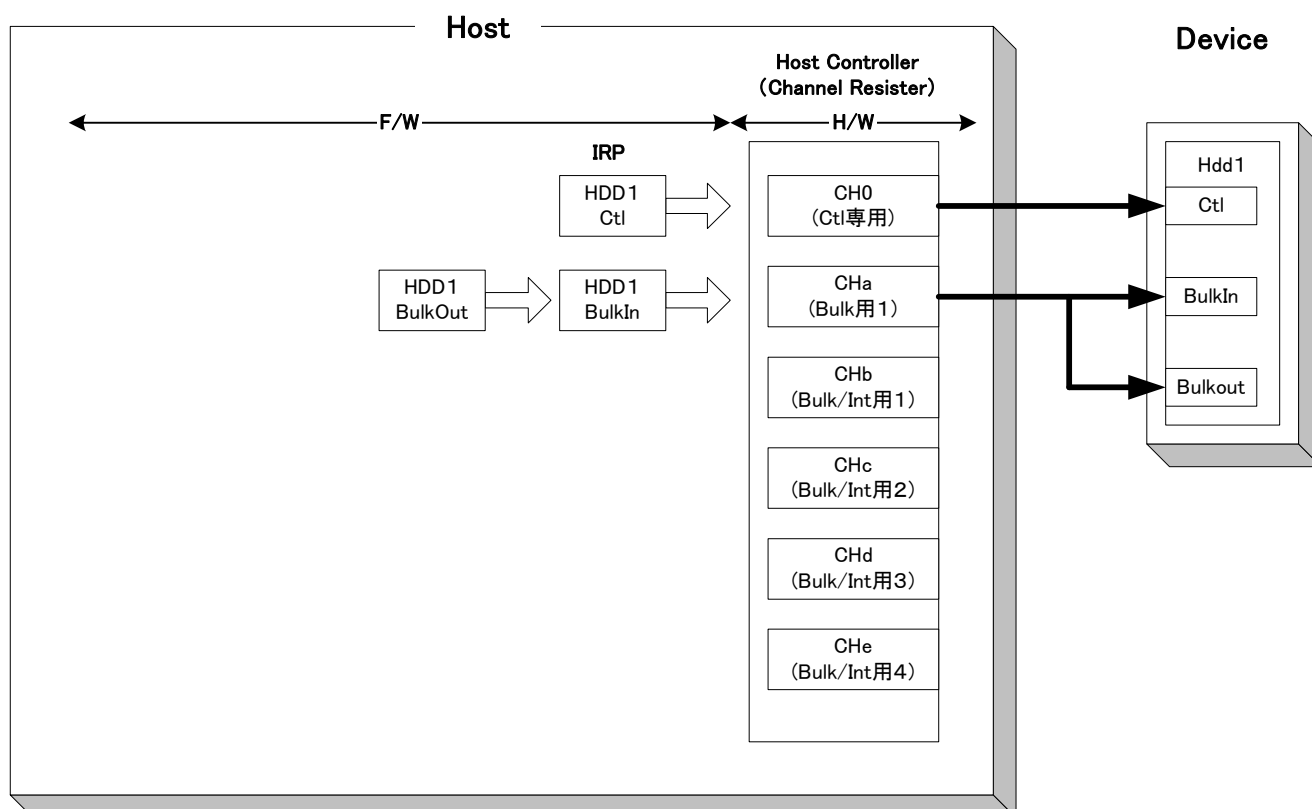 Host
Device
Host Controller
(Channel Resister)
F/W
H/W
IRP
HDD1
Ctl
CH0
(Ctl専用)
Hdd1
Ctl
HDD1
BulkOut
HDD1
BulkIn
CHa
(Bulk用1)
BulkIn
CHb
(Bulk/Int用1)
Bulkout
CHc
(Bulk/Int用2)
CHd
(Bulk/Int用3)
CHe
(Bulk/Int用4)